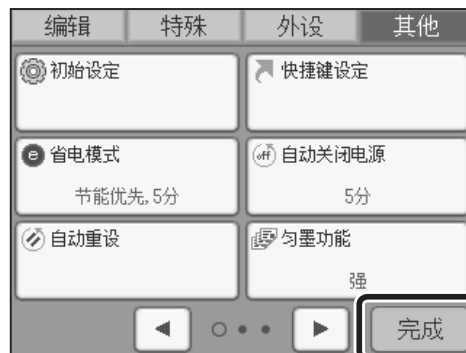 编辑 特殊 外设 其他
初始设定 快捷键设定
省电模式 off 自动关闭电源
节能优先,5分 5分
自动重设 匀墨功能
强
完成